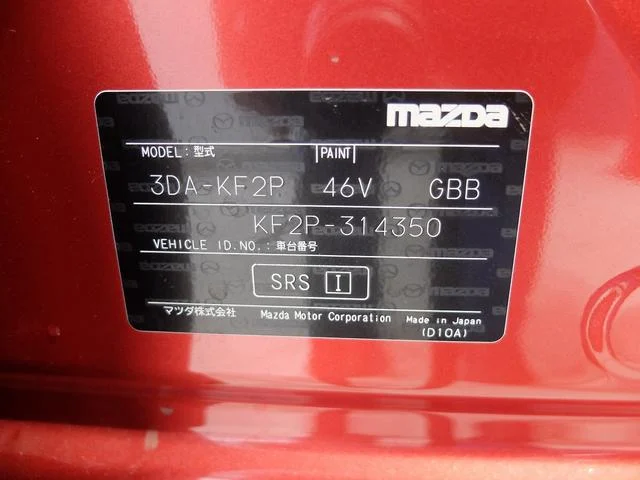 mazda
MODEL:型式 PAINT
3DA-KF2P 46V GBB
KF2P-314350
VEHICLE ID.NO.:車台番号
SRS I
マツダ株式会社 Mazda Motor Corporation Made in Japan
(D10A)